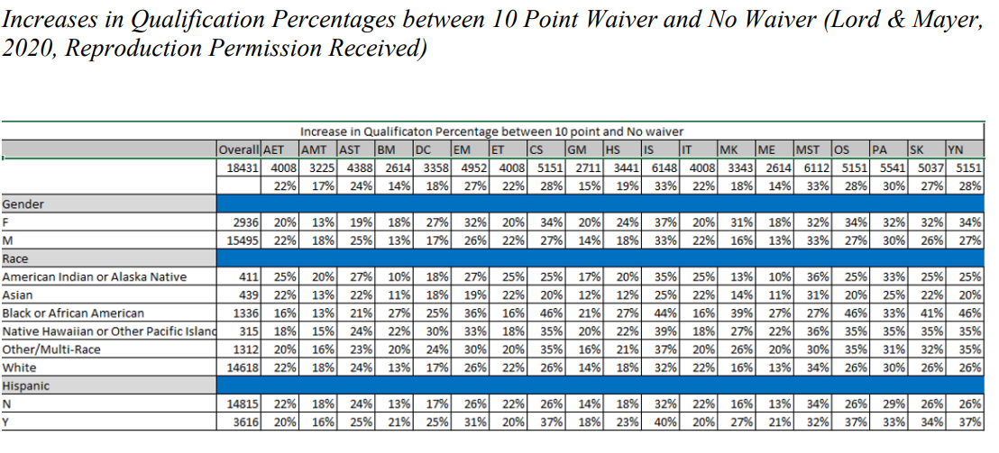 Increases in Qualification Percentages between 10 Point Waiver and No Waiver (Lord & Mayer,
2020, Reproduction Permission Received)
Increase in Qualificaton Percentage between 10 point and No waiver
Overall AET AMT AST BM DC EM ET CS GM HS IS IT MK ME MST OS PA SK YN
18431 4008 3225 4388 2614 3358 4952 4008 5151 2711 3441 6148 4008 3343 2614 6112 5151 5541 5037 5151
22% 17% 24% 14% 18% 27% 22% 28% 15% 19% 33% 22% 18% 14% 33% 28% 30% 27% 28%
Gender
F 2936 20% 13% 19% 18% 27% 32% 20% 34% 20% 24% 37% 20% 31% 18% 32% 34% 32% 32% 34%
M 15495 22% 18% 25% 13% 17% 26% 22% 27% 14% 18% 33% 22% 16% 13% 33% 27% 30% 26% 27%
Race
American Indian or Alaska Native 411 25% 20% 27% 10% 18% 27% 25% 25% 17% 20% 35% 25% 13% 10% 36% 25% 33% 25% 25%
Asian 439 22% 13% 22% 11% 18% 19% 22% 20% 12% 12% 25% 22% 14% 11% 31% 20% 25% 22% 20%
Black or African American 1336 16% 13% 21% 27% 25% 36% 16% 46% 21% 27% 44% 16% 39% 27% 27% 46% 33% 41% 46%
Native Hawaiian or Other Pacific Islanc 315 18% 15% 24% 22% 30% 33% 18% 35% 20% 22% 39% 18% 27% 22% 36% 35% 35% 35% 35%
Other/Multi-Race 1312 20% 16% 23% 20% 24% 30% 20% 35% 16% 21% 37% 20% 26% 20% 30% 35% 31% 32% 35%
White 14618 22% 18% 24% 13% 17% 26% 22% 26% 14% 18% 32% 22% 16% 13% 34% 26% 30% 26% 26%
Hispanic
N 14815 22% 18% 24% 13% 17% 26% 22% 26% 14% 18% 32% 22% 16% 13% 34% 26% 29% 26% 26%
Y 3616 20% 16% 25% 21% 25% 31% 20% 37% 18% 23% 40% 20% 27% 21% 32% 37% 33% 34% 37%